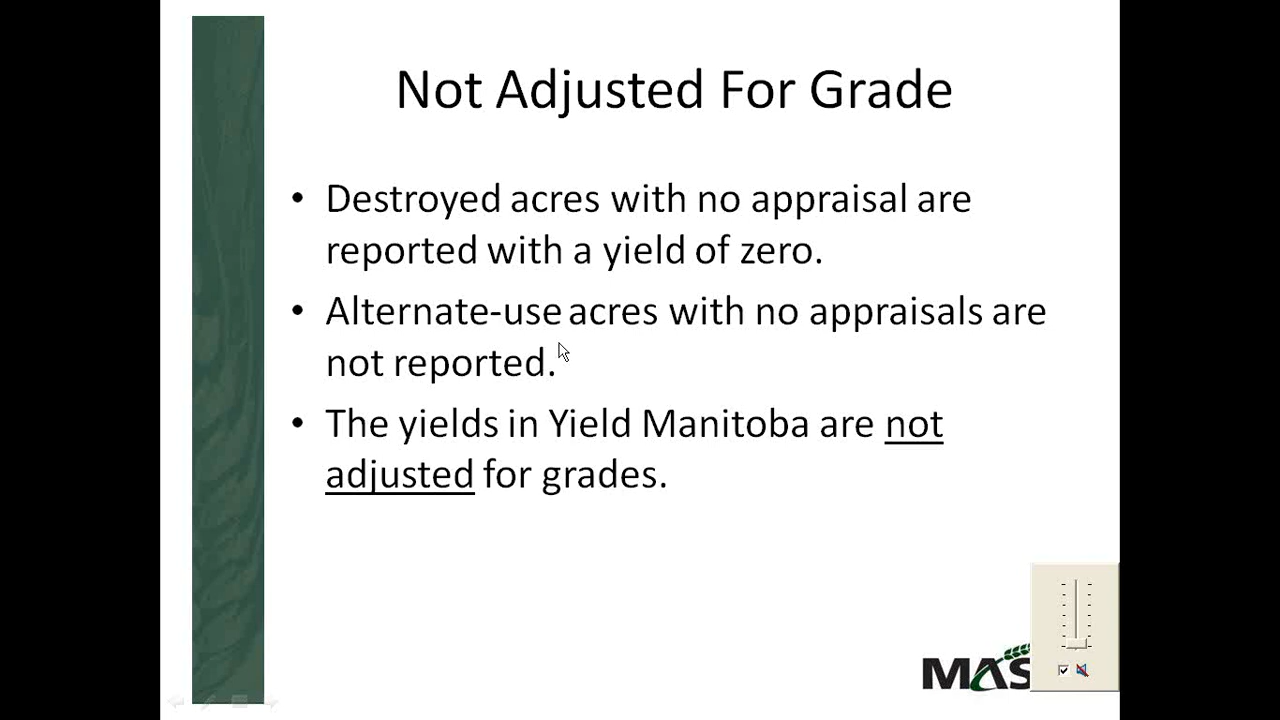 Not Adjusted For Grade
• Destroyed acres with no appraisal are
reported with a yield of zero.
• Alternate-use acres with no appraisals are
not reported.
• The yields in Yield Manitoba are not
adjusted for grades.
MAS